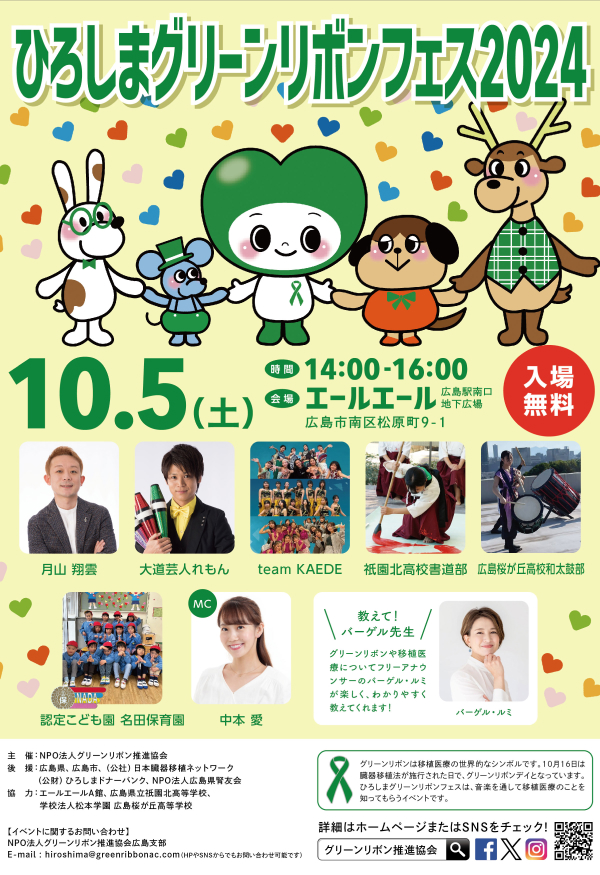 ひろしまグリーンリボンフェス2024
10.5(土)
時間 14:00-16:00
会場 エールエール 広島駅南口
地下広場
広島市南区松原町9-1
入場
無料
月山 翔雲
大道芸人れもん
team KAEDE
祇園北高校書道部
広島桜が丘高校和太鼓部
認定こども園 名田保育園
MC
中本 愛
教えて!
バーゲル先生
グリーンリボンや移植医
療についてフリーアナウ
ンサーのバーゲル・ルミ
が楽しく、わかりやすく
教えてくれます!
バーゲル・ルミ
主 催:NPO法人グリーンリボン推進協会
後 援:広島県、広島市、(公社)日本臓器移植ネットワーク
(公財)ひろしまドナーバンク、NPO法人広島県腎友会
協 力:エールエールA館、広島県立祇園北高等学校、
学校法人松本学園 広島桜が丘高等学校
【イベントに関するお問い合わせ】
NPO法人グリーンリボン推進協会広島支部
E-mail : hiroshima@greenribbonac.com(HPやSNSからでもお問い合わせ可能です)
グリーンリボンは移植医療の世界的なシンボルです。10月16日は
臓器移植法が施行された日で、グリーンリボンデイとなっています。
ひろしまグリーンリボンフェスは、音楽を通して移植医療のことを
知ってもらうイベントです。
詳細はホームページまたはSNSをチェック!
グリーンリボン推進協会